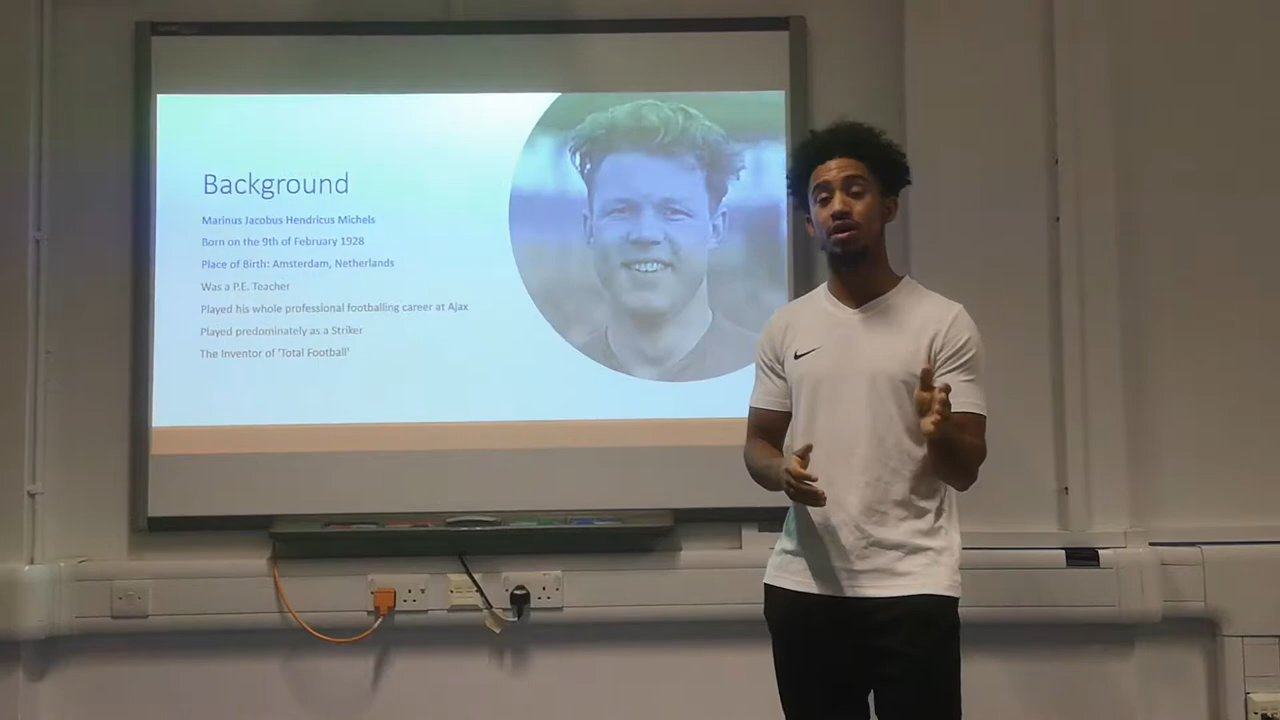 Background
Marinus Jacobus Hendricus Michels
Born on the 9th of February 1928
Place of Birth: Amsterdam, Netherlands
Was a P.E. Teacher
Played his whole professional footballing career at Ajax
Played predominately as a Striker
The Inventor of 'Total Football'